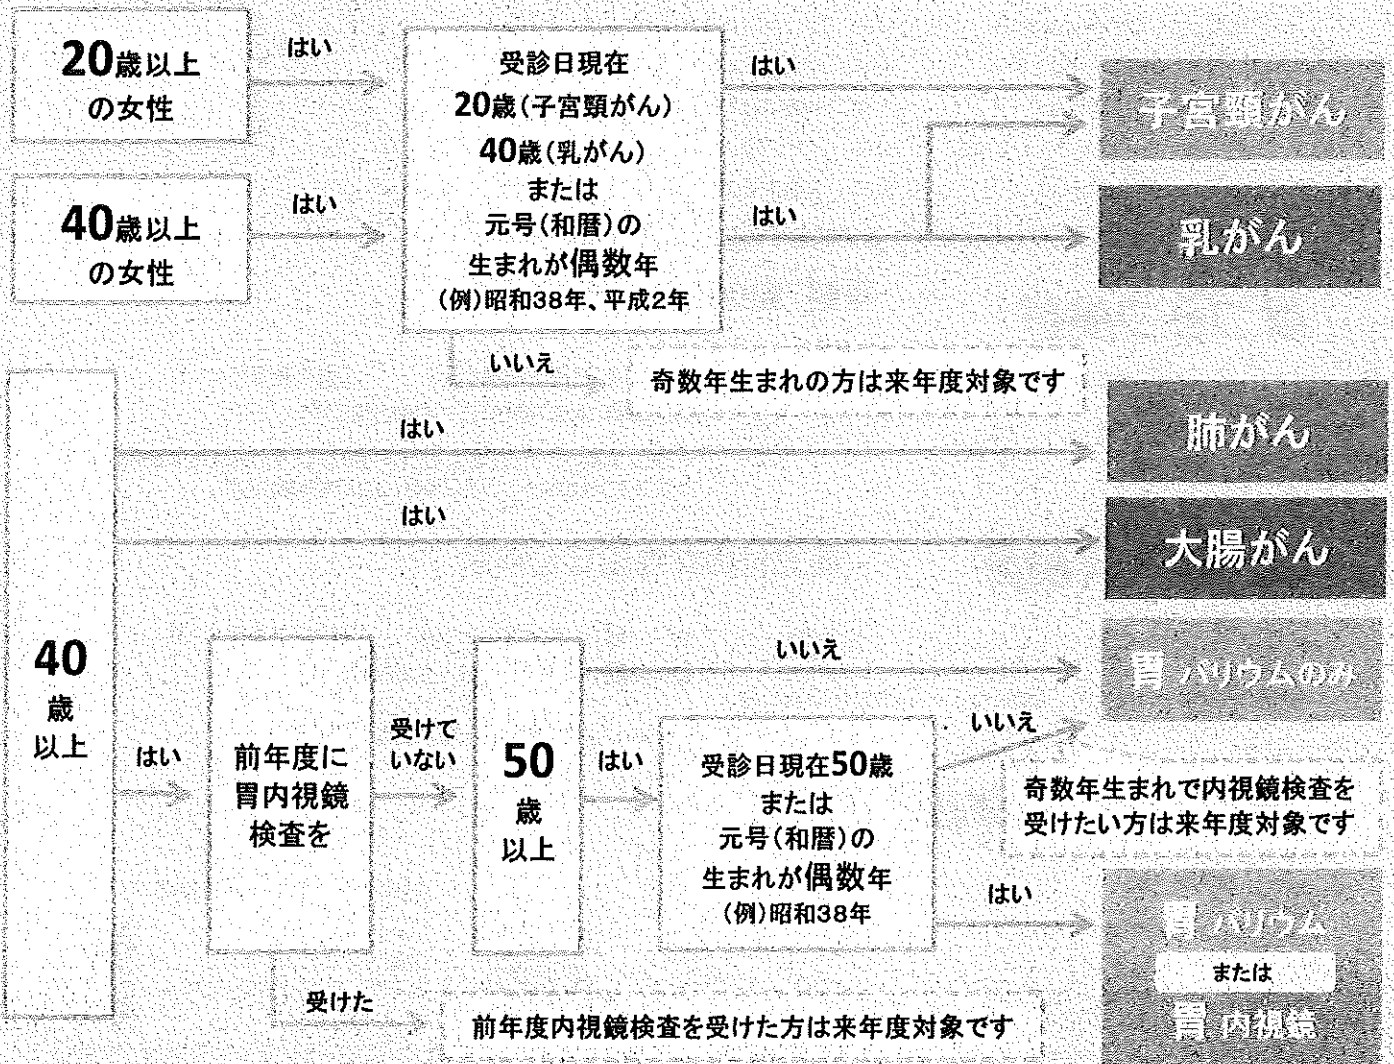 20歳以上
の女性
はい
受診日現在
20歳(子宮頸がん)
40歳(乳がん)
または
元号(和暦)の
生まれが偶数年
(例)昭和38年、平成2年
はい
子宮頸がん
40歳以上
の女性
はい
はい
乳がん
いいえ
奇数年生まれの方は来年度対象です
40
歳
以上
はい
肺がん
はい
大腸がん
はい
前年度に
胃内視鏡
検査を
受けて
いない
50
歳
以上
いいえ
胃 バリウムのみ
はい
受診日現在50歳
または
元号(和暦)の
生まれが偶数年
(例)昭和38年
いいえ
奇数年生まれで内視鏡検査を
受けたい方は来年度対象です
はい
胃 バリウム
または
胃 内視鏡
受けた
前年度内視鏡検査を受けた方は来年度対象です